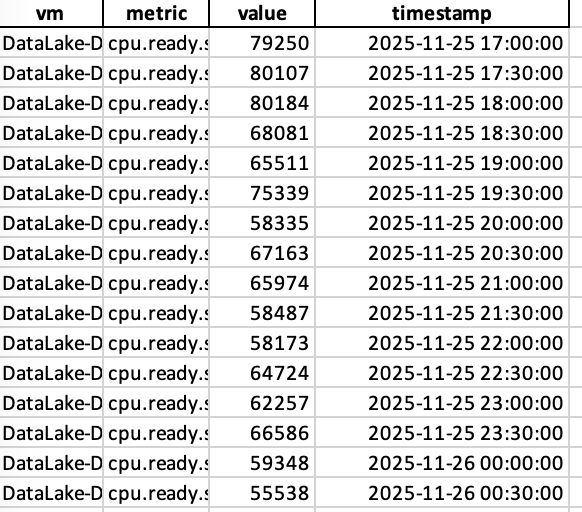 vm metric value timestamp
DataLake-D cpu.ready.s 79250 2025-11-25 17:00:00
DataLake-D cpu.ready.s 80107 2025-11-25 17:30:00
DataLake-D cpu.ready.s 80184 2025-11-25 18:00:00
DataLake-D cpu.ready.s 68081 2025-11-25 18:30:00
DataLake-D cpu.ready.s 65511 2025-11-25 19:00:00
DataLake-D cpu.ready.s 75339 2025-11-25 19:30:00
DataLake-D cpu.ready.s 58335 2025-11-25 20:00:00
DataLake-D cpu.ready.s 67163 2025-11-25 20:30:00
DataLake-D cpu.ready.s 65974 2025-11-25 21:00:00
DataLake-D cpu.ready.s 58487 2025-11-25 21:30:00
DataLake-D cpu.ready.s 58173 2025-11-25 22:00:00
DataLake-D cpu.ready.s 64724 2025-11-25 22:30:00
DataLake-D cpu.ready.s 62257 2025-11-25 23:00:00
DataLake-D cpu.ready.s 66586 2025-11-25 23:30:00
DataLake-D cpu.ready.s 59348 2025-11-26 00:00:00
DataLake-D cpu.ready.s 55538 2025-11-26 00:30:00